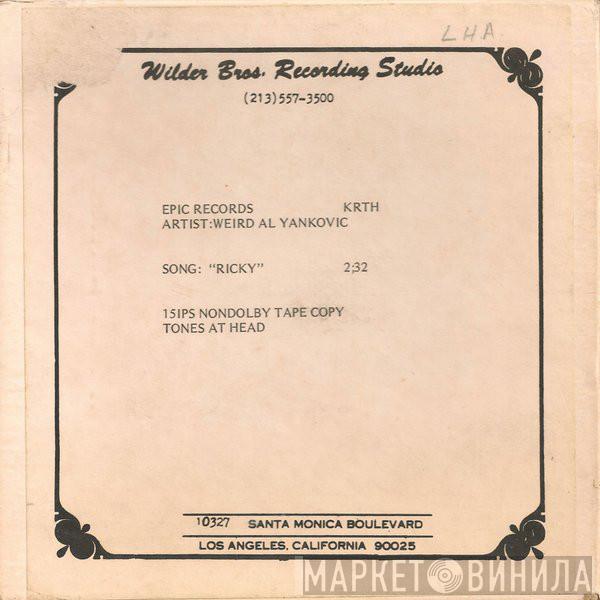 LHA
Wilder Bros. Recording Studio
(213)557-3500
EPIC RECORDS KRTH
ARTIST:WEIRD AL YANKOVIC
SONG: "RICKY" 2;32
15IPS NONDOLBY TAPE COPY
TONES AT HEAD
10327 SANTA MONICA BOULEVARD
LOS ANGELES, CALIFORNIA 90025
МАРКЕТ ВИНИЛА